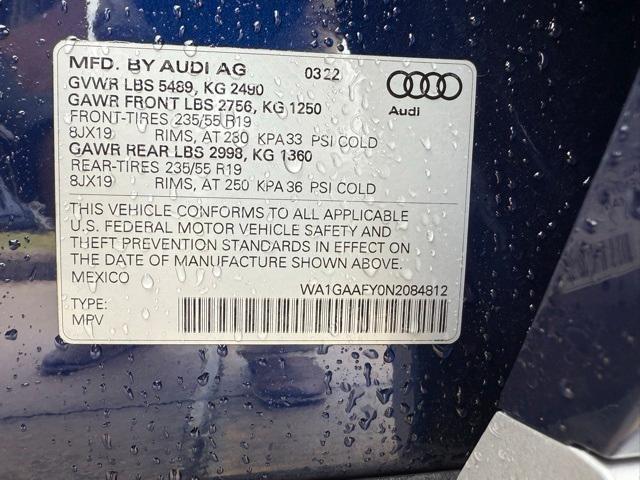 MFD. BY AUDI AG 0322
GVWR LBS 5489, KG 2490
GAWR FRONT LBS 2756, KG 1250
FRONT-TIRES 235/55 R19
8JX19 RIMS, AT 230 KPA33 PSI COLD
GAWR REAR LBS 2998, KG 1360
REAR-TIRES 235/55 R19
8JX19 RIMS, AT 250 KPA 36 PSI COLD
Audi
THIS VEHICLE CONFORMS TO ALL APPLICABLE
U.S. FEDERAL MOTOR VEHICLE SAFETY AND
THEFT PREVENTION STANDARDS IN EFFECT ON
THE DATE OF MANUFACTURE SHOWN ABOVE.
MEXICO
WA1GAAFY0N2084812
TYPE:
MPV